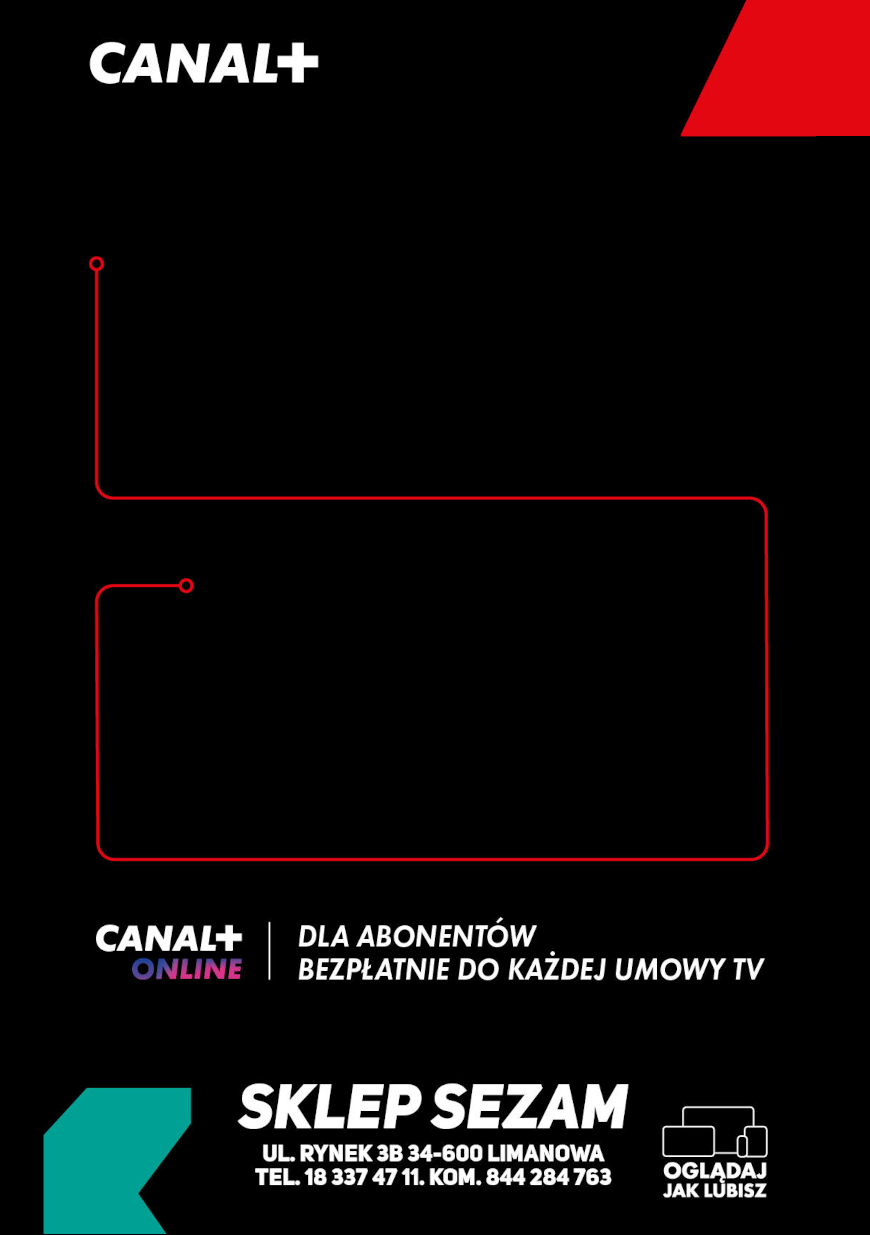 CANAL+
CANAL+
ONLINE
DLA ABONENTÓW
BEZPŁATNIE DO KAŻDEJ UMOWY TV
SKLEP SEZAM
UL. RYNEK 3B 34-600 LIMANOWA
TEL. 18 337 47 11. KOM. 844 284 763
OGLĄDAJ
JAK LUBISZ